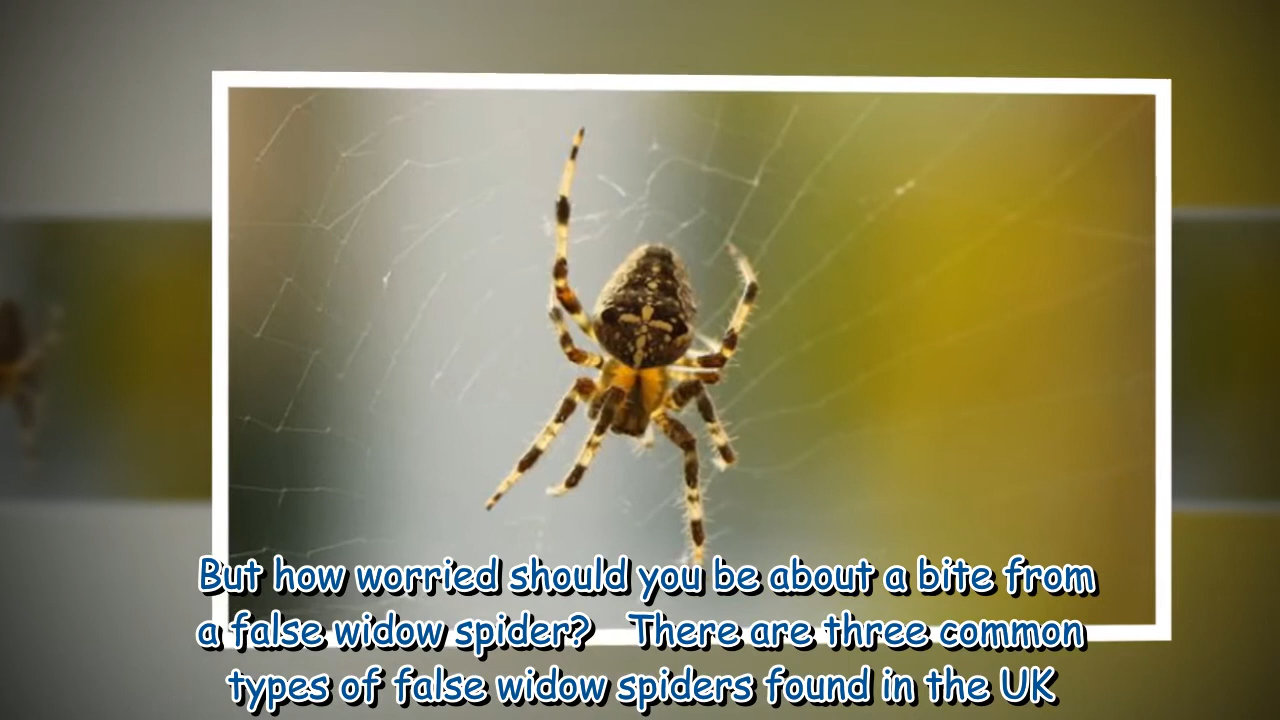 But how worried should you be about a bite from
a false widow spider? There are three common
types of false widow spiders found in the UK